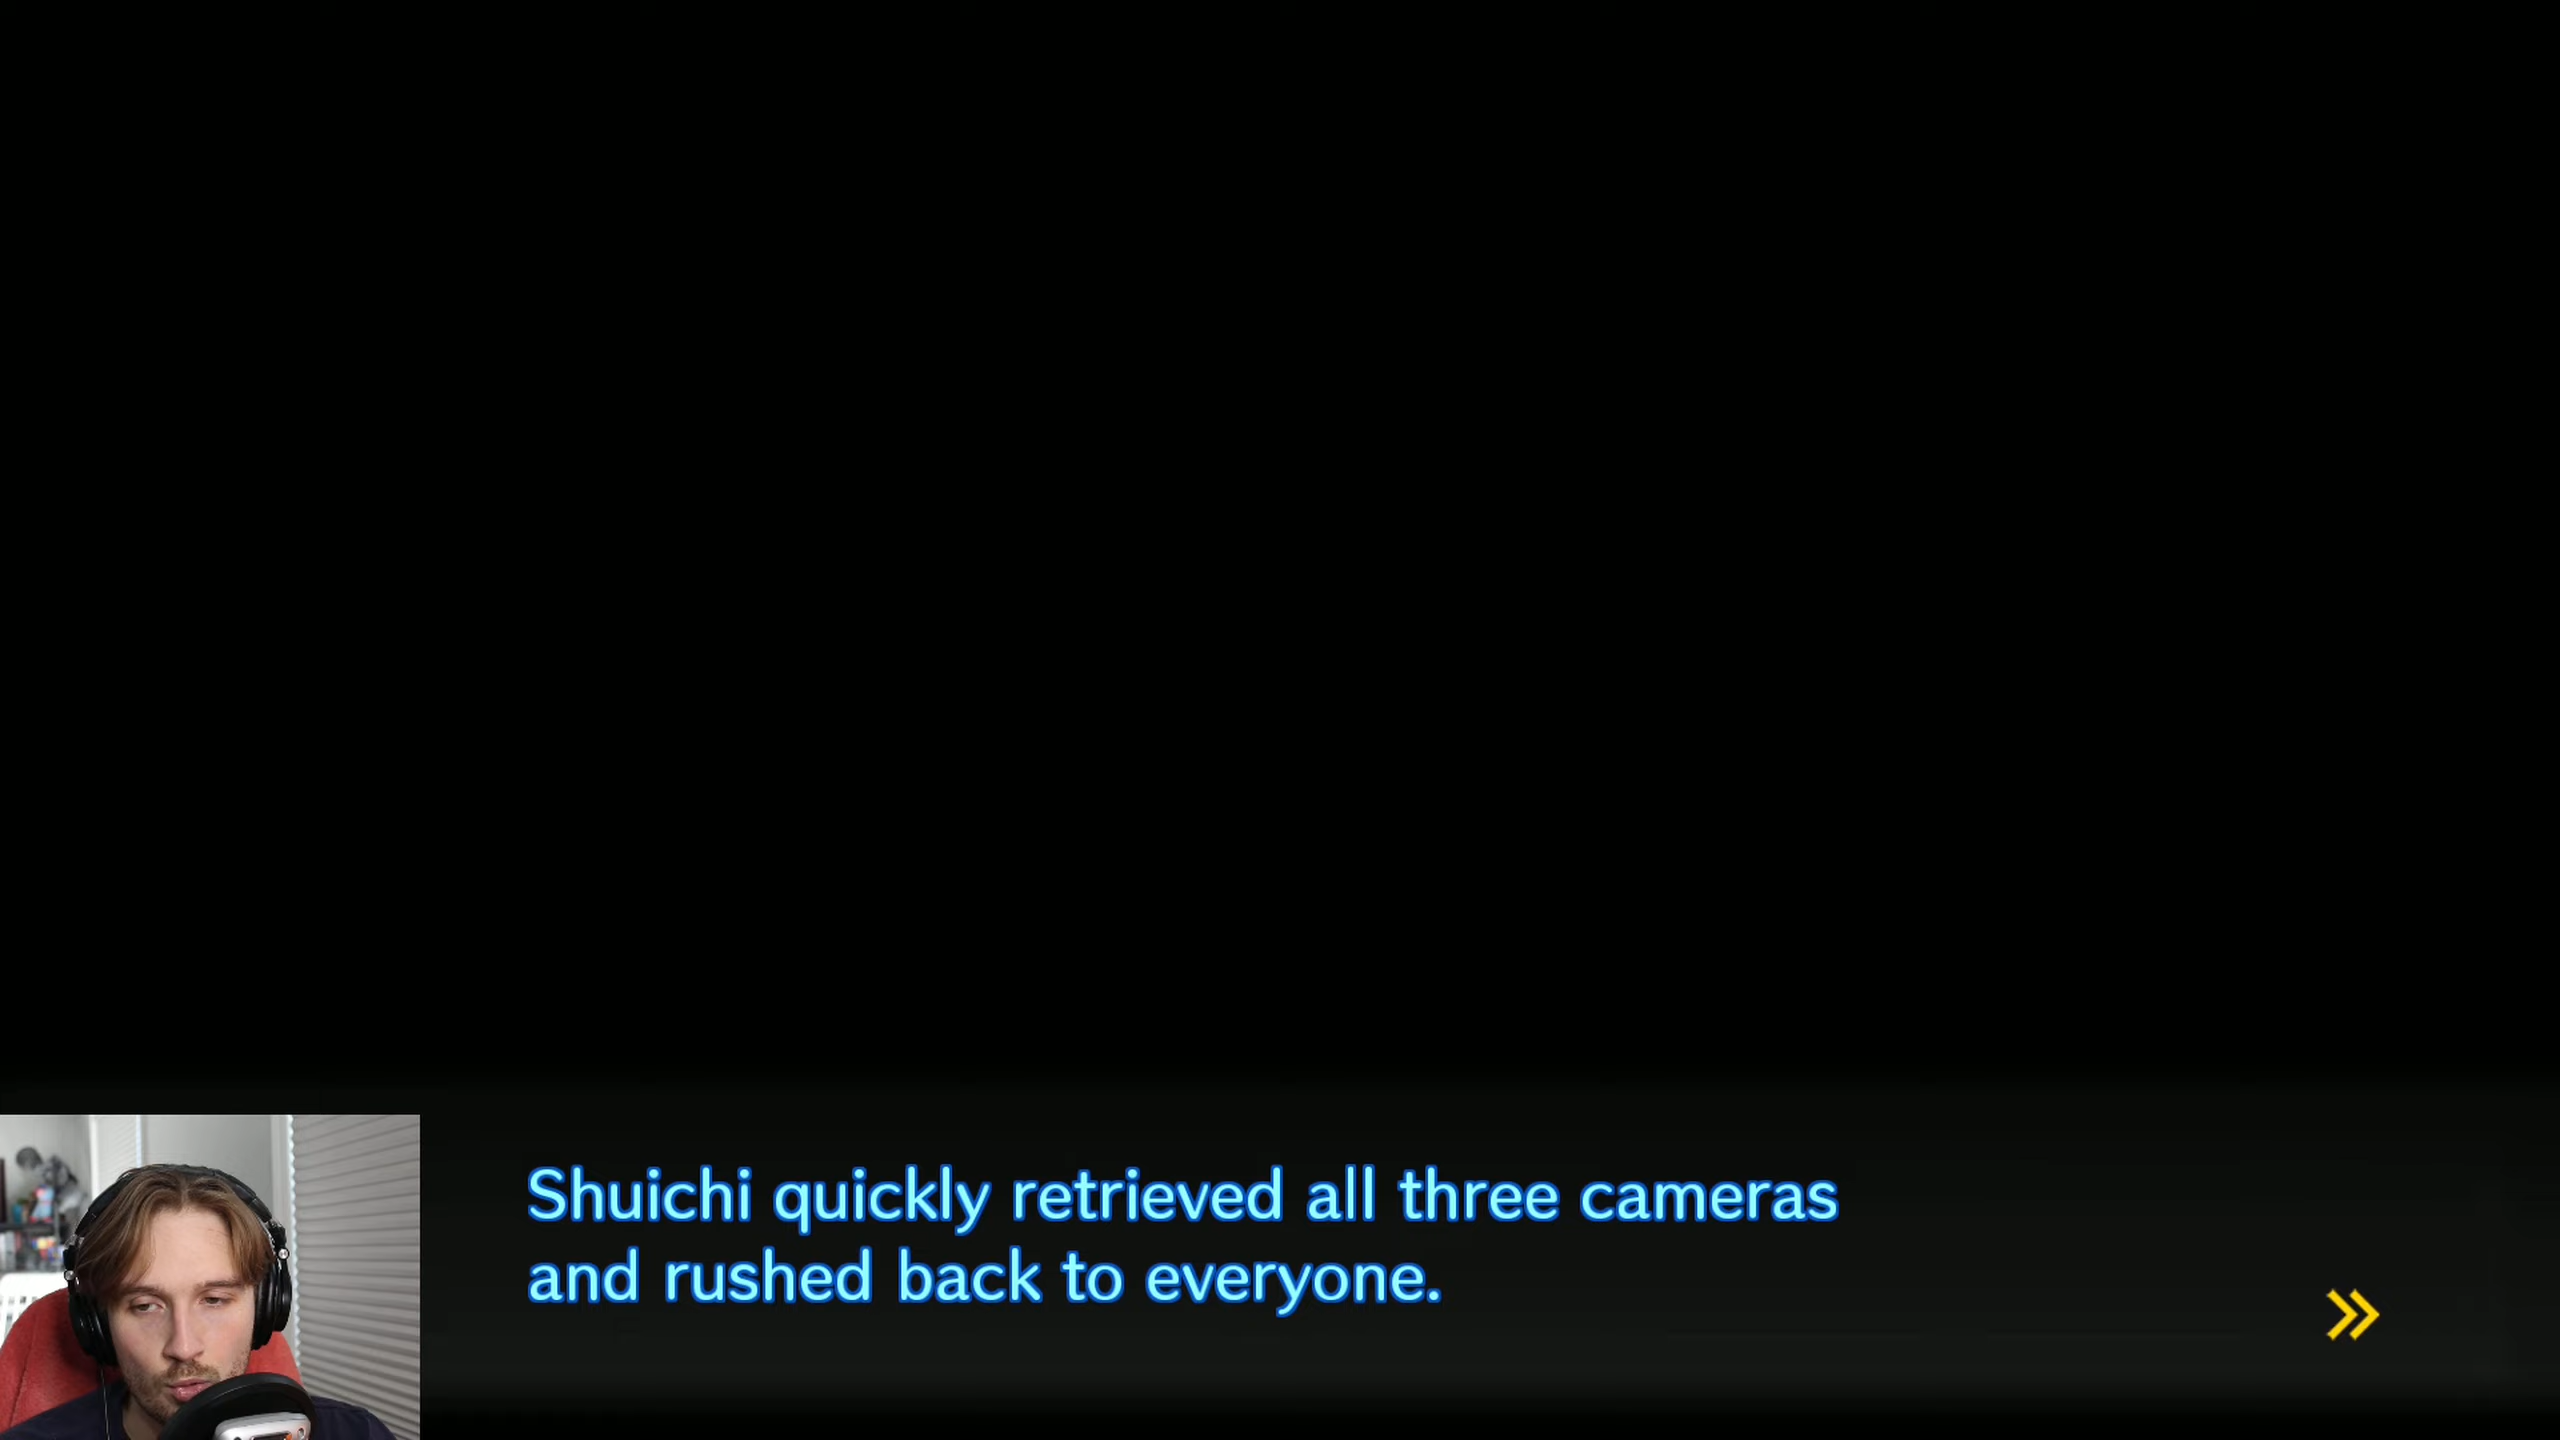 Shuichi quickly retrieved all three cameras
and rushed back to everyone.